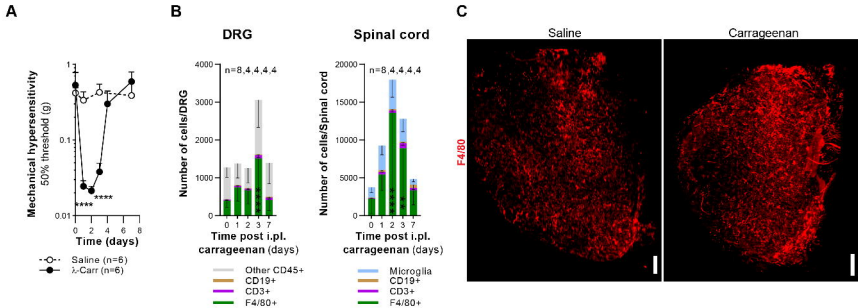 A
Mechanical hypersensitivity
50% threshold (g)
1
0.1
0.01
****
****
0 2 4 6 8
Time (days)
Saline (n=6)
λ-Carr (n=6)
B
DRG
n=8,4,4,4,4
Number of cells/DRG
4000
3000
2000
1000
0
****
0 1 2 3 7
Time post i.pl.
carrageenan (days)
Other CD45+
CD19+
CD3+
F4/80+
Spinal cord
n=8,4,4,4,4
Number of cells/Spinal cord
20000
15000
10000
5000
0
0 1 2 3 7
Time post i.pl.
carrageenan (days)
Microglia
CD19+
CD3+
F4/80+
C
Saline
Carrageenan
F4/80